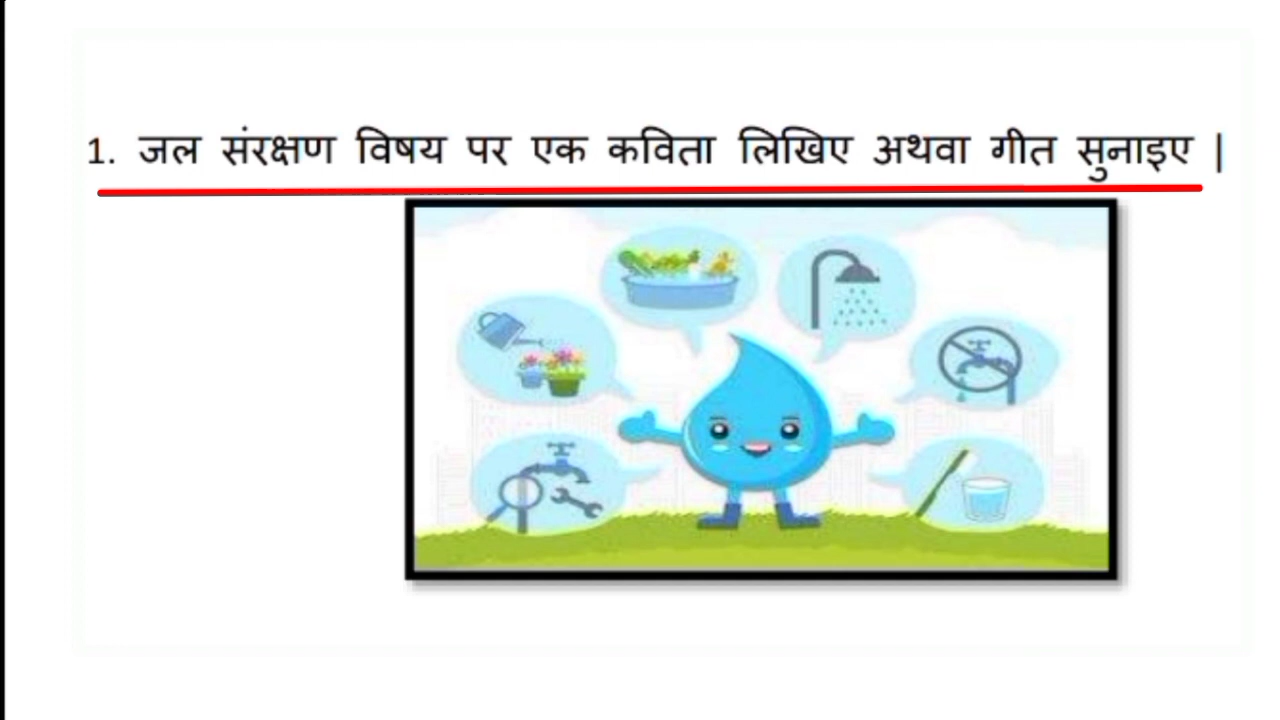 1. जल संरक्षण विषय पर एक कविता लिखिए अथवा गीत सुनाइए |